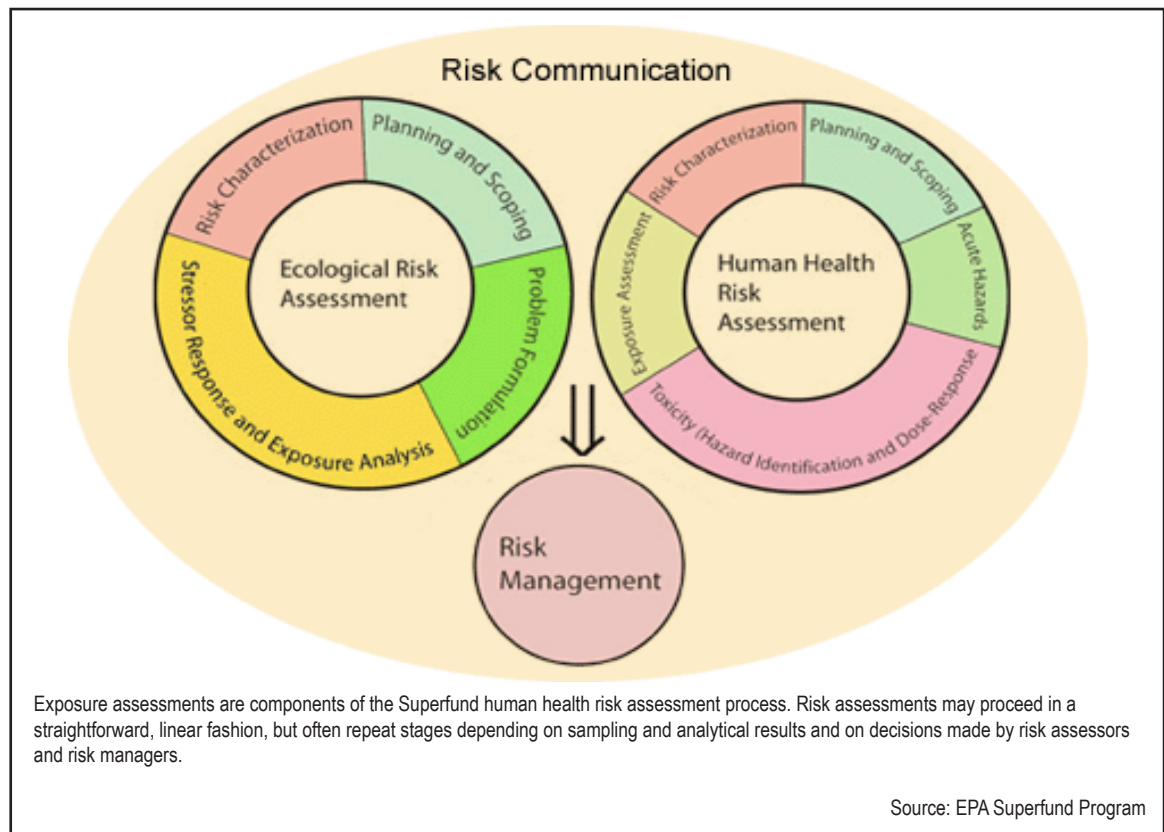 Risk Communication
Risk Characterization
Planning and Scoping
Problem Formulation
Stressor Response and Exposure Analysis
Ecological Risk
Assessment
Risk Characterization
Planning and Scoping
Acute Hazards
Toxicity (Hazard Identification and Dose-Response
Exposure Assessment
Human Health
Risk
Assessment
Risk
Management
Exposure assessments are components of the Superfund human health risk assessment process. Risk assessments may proceed in a
straightforward, linear fashion, but often repeat stages depending on sampling and analytical results and on decisions made by risk assessors
and risk managers.
Source: EPA Superfund Program